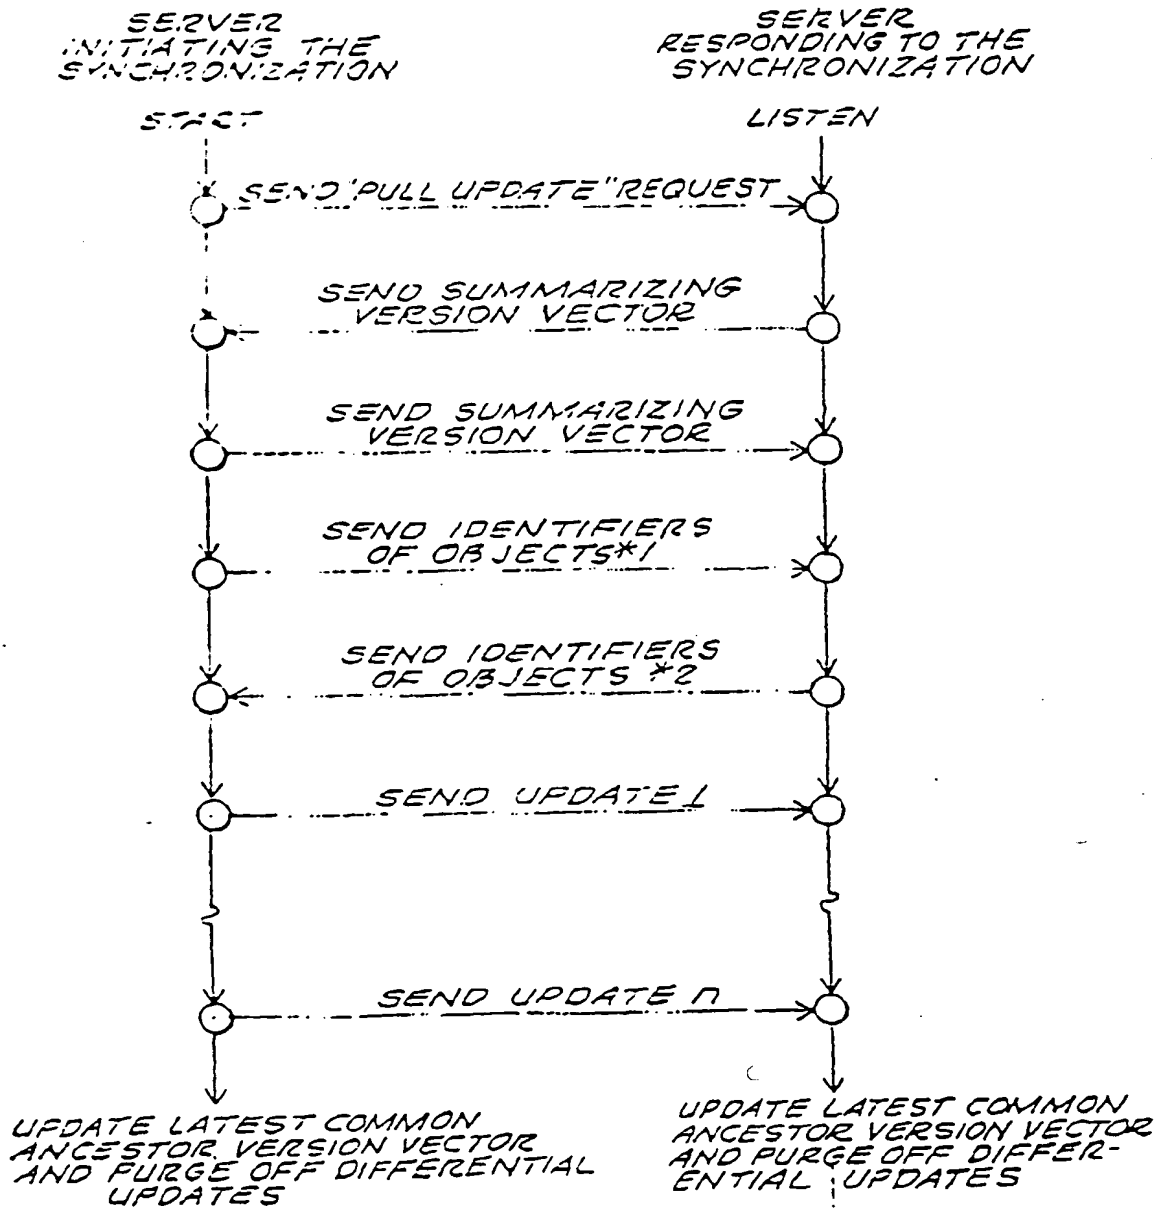 SERVER
INITIATING THE
SYNCHRONIZATION
SERVER
RESPONDING TO THE
SYNCHRONIZATION
START
LISTEN
SEND "PULL UPDATE" REQUEST
SEND SUMMARIZING
VERSION VECTOR
SEND SUMMARIZING
VERSION VECTOR
SEND IDENTIFIERS
OF OBJECTS*1
SEND IDENTIFIERS
OF OBJECTS *2
SEND UPDATE 1
SEND UPDATE n
UPDATE LATEST COMMON
ANCESTOR VERSION VECTOR
AND PURGE OFF DIFFERENTIAL
UPDATES
UPDATE LATEST COMMON
ANCESTOR VERSION VECTOR
AND PURGE OFF DIFFER-
ENTIAL UPDATES